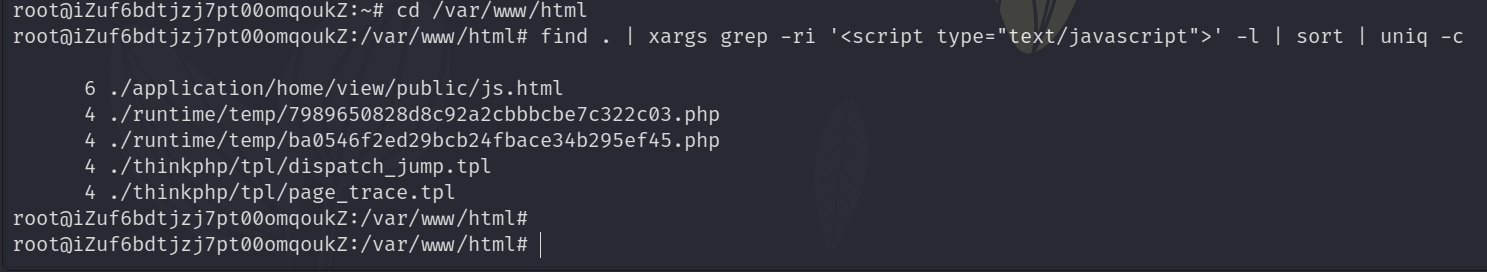 root@iZuf6bdtjzj7pt00omqoukZ:~# cd /var/www/html
root@iZuf6bdtjzj7pt00omqoukZ:/var/www/html# find . | xargs grep -ri '<script type="text/javascript">' -l | sort | uniq -c
6 ./application/home/view/public/js.html
4 ./runtime/temp/7989650828d8c92a2cbbbcbe7c322c03.php
4 ./runtime/temp/ba0546f2ed29bcb24fbace34b295ef45.php
4 ./thinkphp/tpl/dispatch_jump.tpl
4 ./thinkphp/tpl/page_trace.tpl
root@iZuf6bdtjzj7pt00omqoukZ:/var/www/html#
root@iZuf6bdtjzj7pt00omqoukZ:/var/www/html#